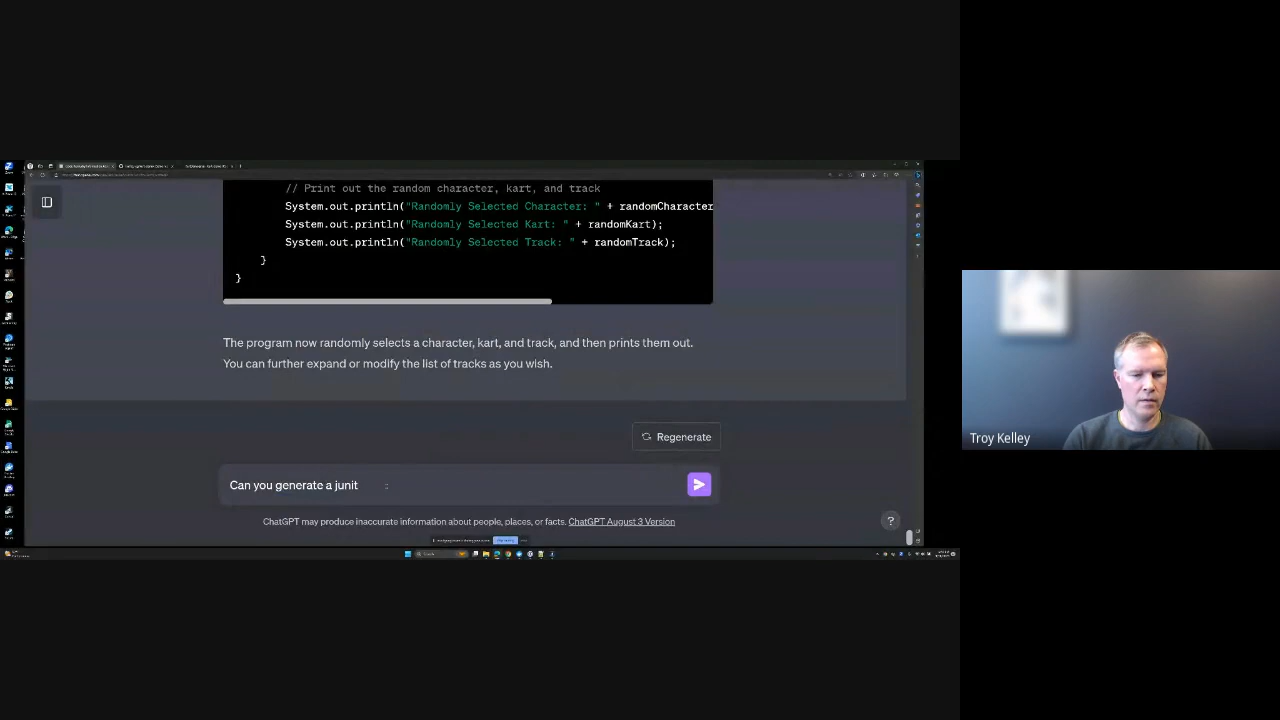 // Print out the random character, kart, and track
System.out.println("Randomly Selected Character: " + randomCharacter
System.out.println("Randomly Selected Kart: " + randomKart);
System.out.println("Randomly Selected Track: " + randomTrack);
}
}
The program now randomly selects a character, kart, and track, and then prints them out.
You can further expand or modify the list of tracks as you wish.
Regenerate
Can you generate a junit
ChatGPT may produce inaccurate information about people, places, or facts. ChatGPT August 3 Version
?
Troy Kelley